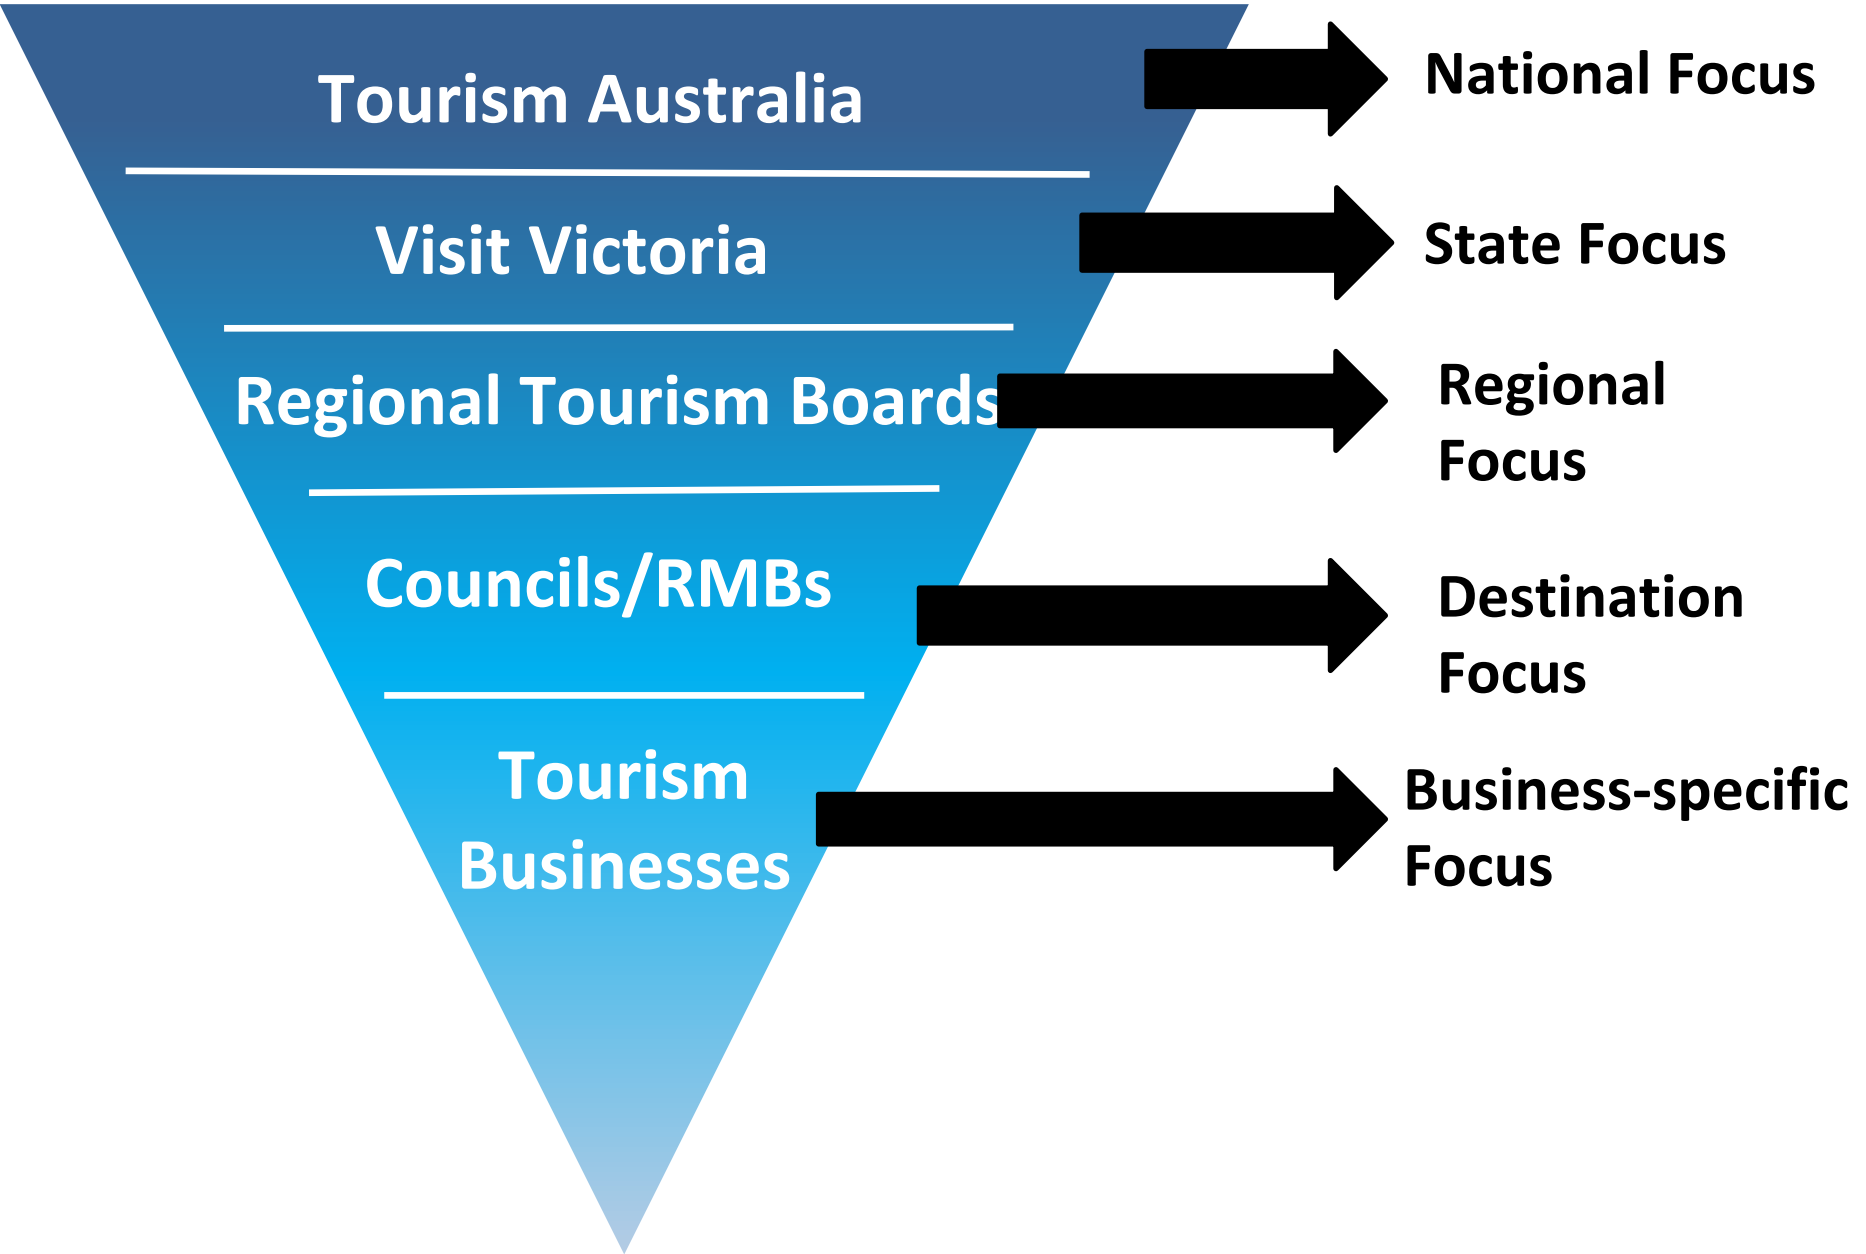 Tourism Australia
National Focus
Visit Victoria
State Focus
Regional Tourism Boards
Regional
Focus
Councils/RMBs
Destination
Focus
Tourism
Businesses
Business-specific
Focus